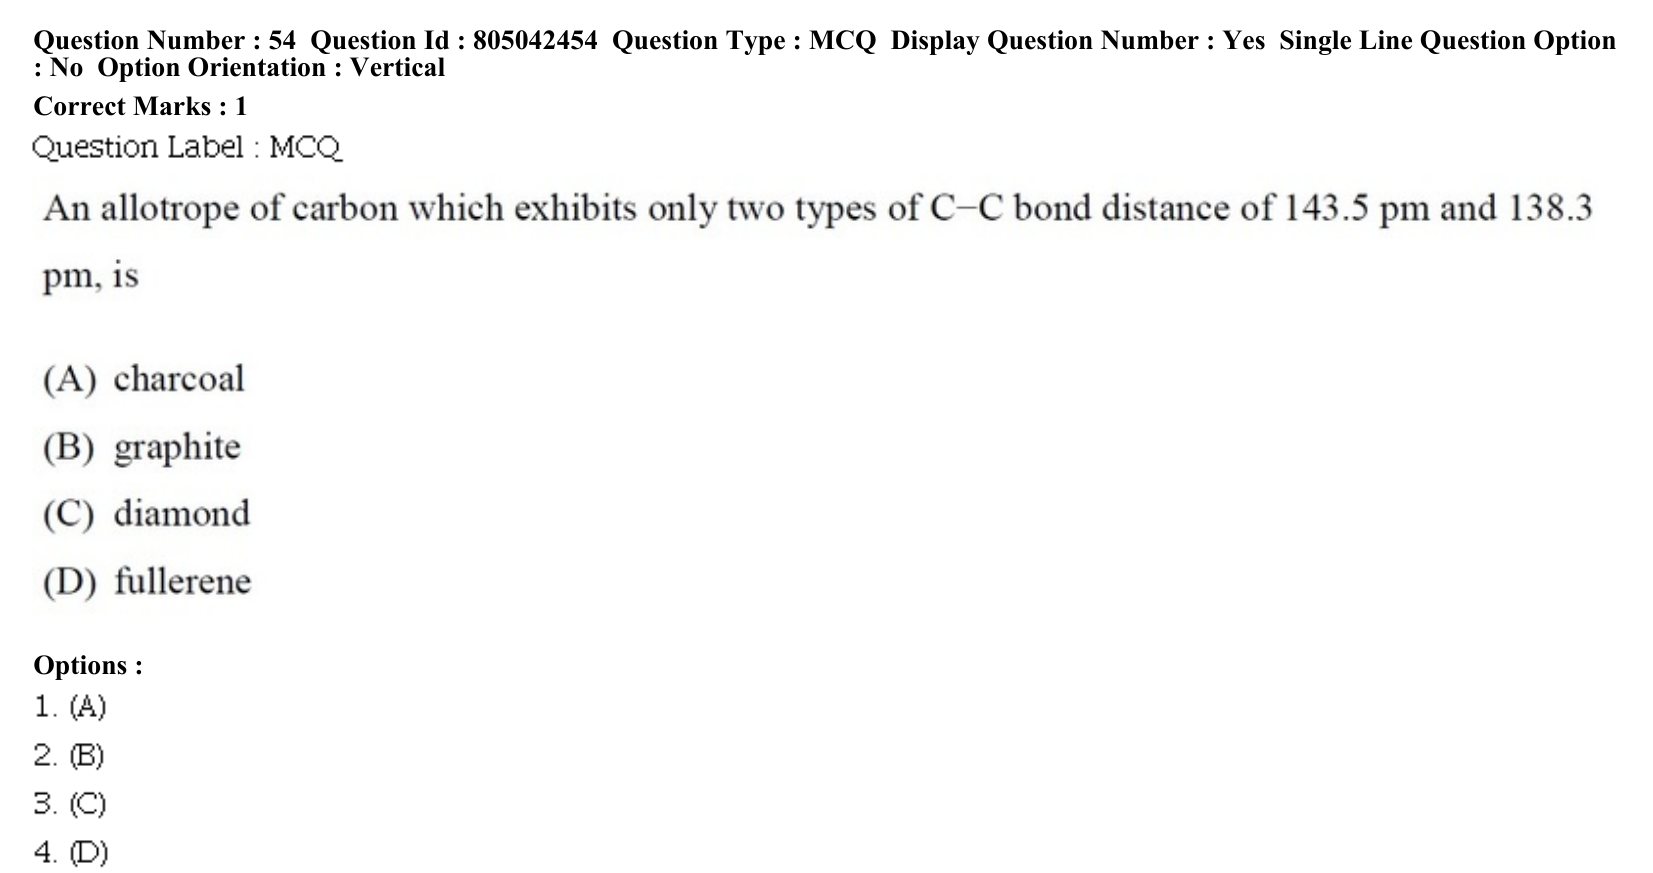 Question Number : 54 Question Id : 805042454 Question Type : MCQ Display Question Number : Yes Single Line Question Option
: No Option Orientation : Vertical
Correct Marks : 1
Question Label : MCQ
An allotrope of carbon which exhibits only two types of C−C bond distance of 143.5 pm and 138.3
pm, is
(A) charcoal
(B) graphite
(C) diamond
(D) fullerene
Options :
1. (A)
2. (B)
3. (C)
4. (D)